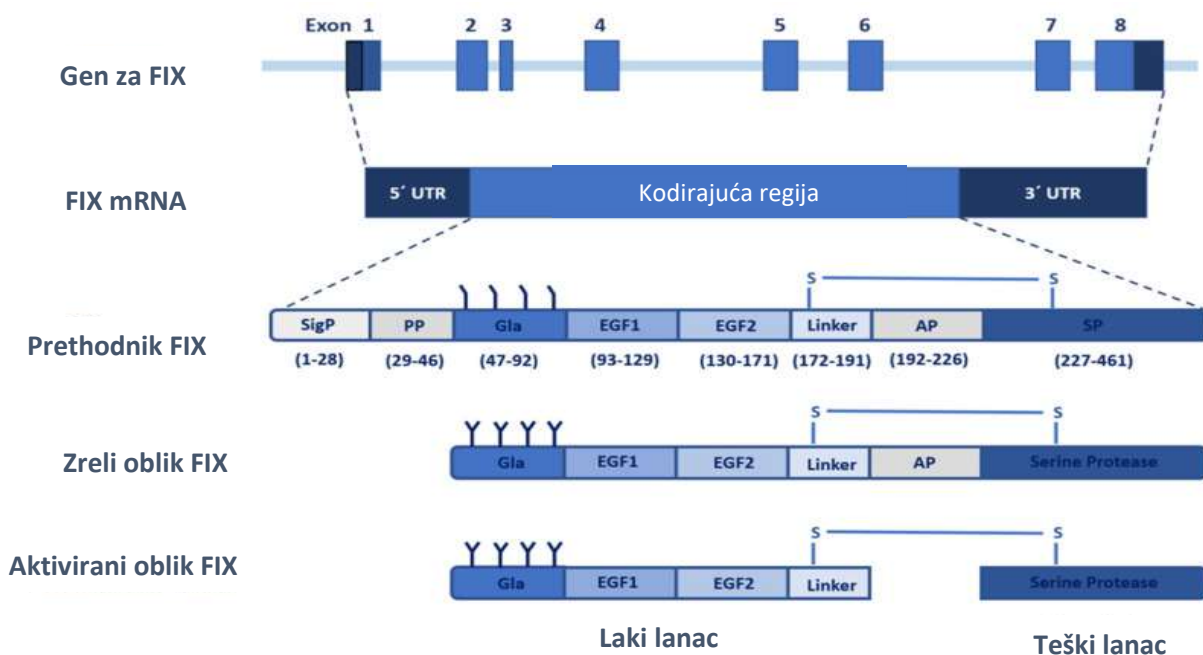 Exon 1 2 3 4 5 6 7 8
Gen za FIX
FIX mRNA
5´ UTR Kodirajuća regija 3´ UTR
S S
Prethodnik FIX
SigP PP Gla EGF1 EGF2 Linker AP SP
(1-28) (29-46) (47-92) (93-129) (130-171) (172-191) (192-226) (227-461)
S S
Zreli oblik FIX
Gla EGF1 EGF2 Linker AP Serine Protease
S S
Aktivirani oblik FIX
Gla EGF1 EGF2 Linker Serine Protease
Laki lanac Teški lanac